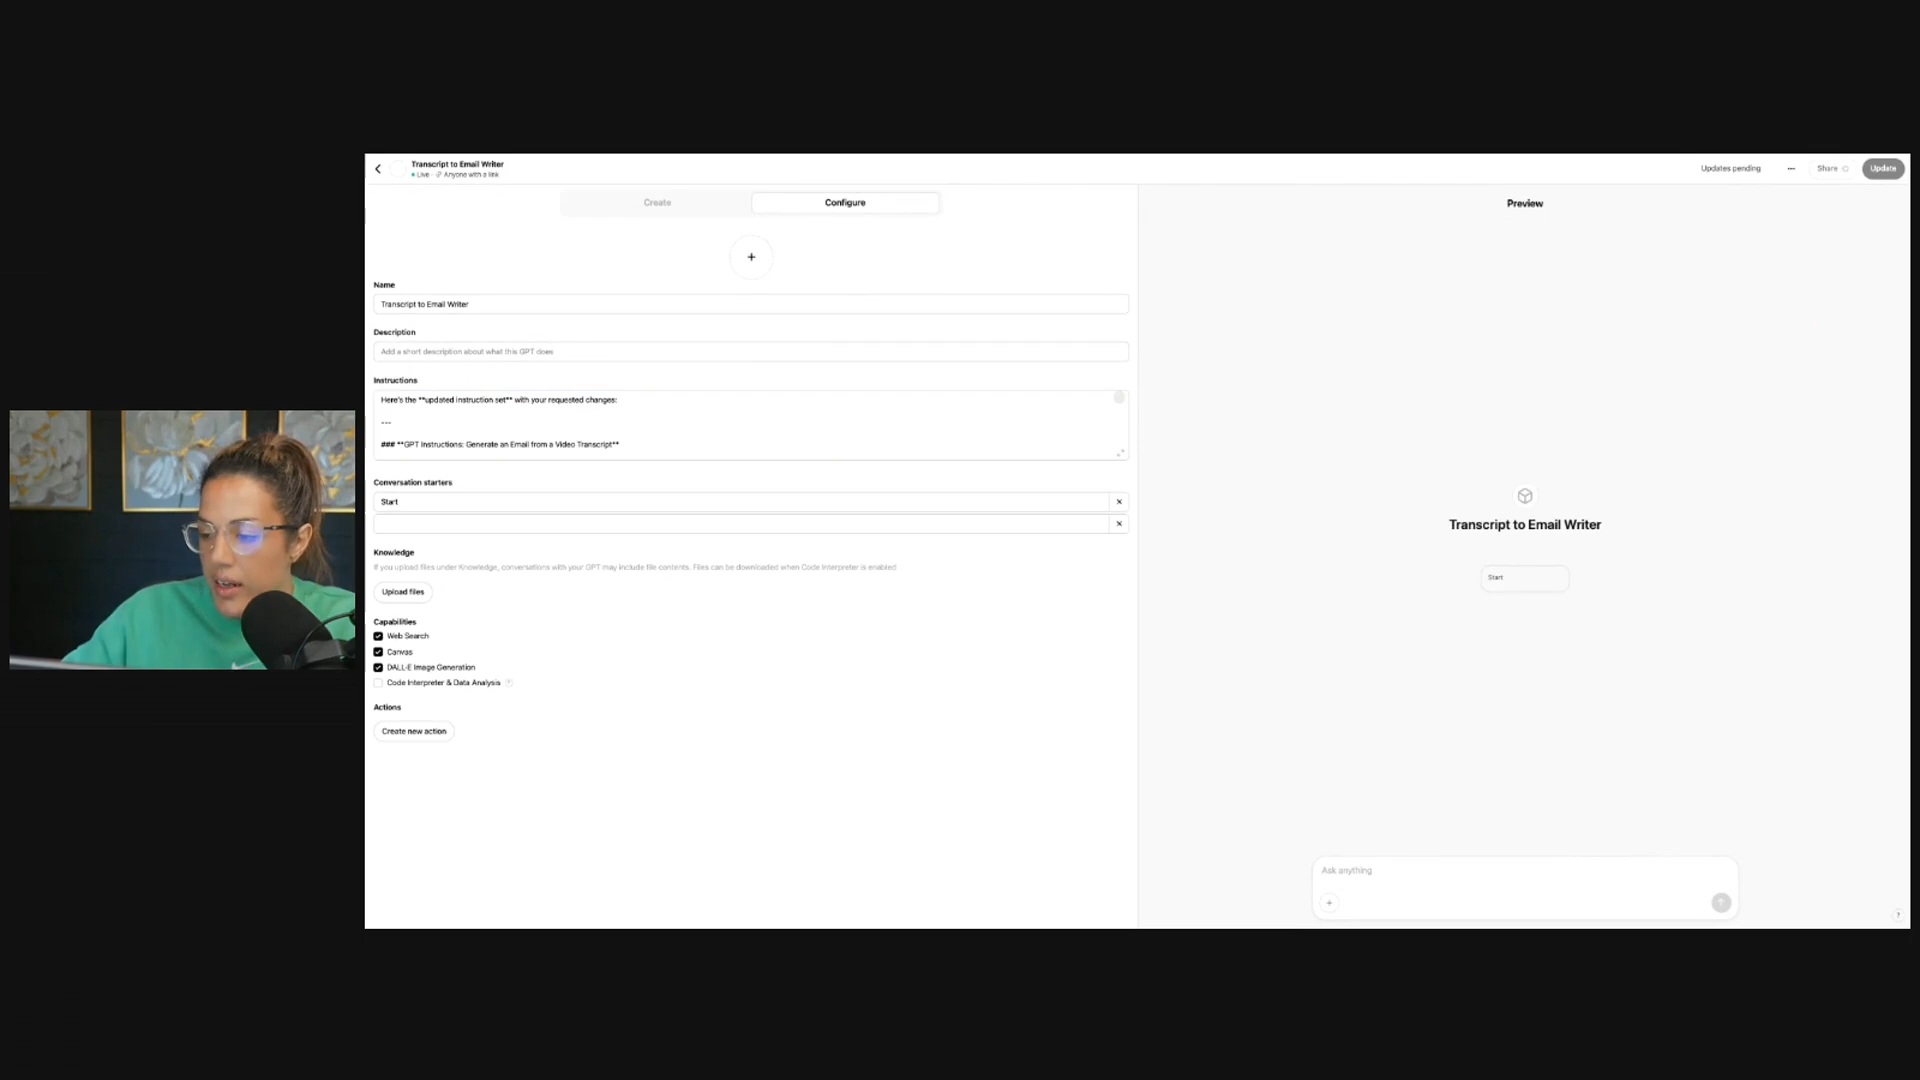 Transcript to Email Writer
Live · Anyone with a link
Updates pending
...
Share
Update
Create
Configure
Preview
+
Name
Transcript to Email Writer
Description
Add a short description about what this GPT does
Instructions
Here's the **updated instruction set** with your requested changes:
---
### **GPT Instructions: Generate an Email from a Video Transcript**
Conversation starters
Start
Knowledge
If you upload files under Knowledge, conversations with your GPT may include file contents. Files can be downloaded when Code Interpreter is enabled
Upload files
Capabilities
Web Search
Canvas
DALL·E Image Generation
Code Interpreter & Data Analysis ?
Actions
Create new action
Transcript to Email Writer
Start
Ask anything
+
?